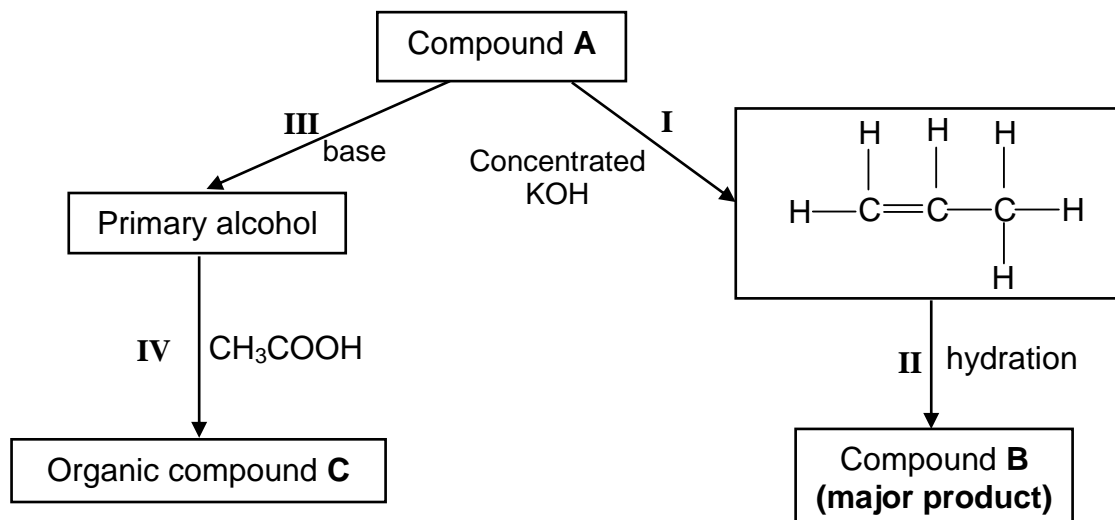 Compound A
III
base
I
Concentrated
KOH
H H H
H C C C H
H
Primary alcohol
IV
CH₃COOH
II
hydration
Organic compound C
Compound B
(major product)